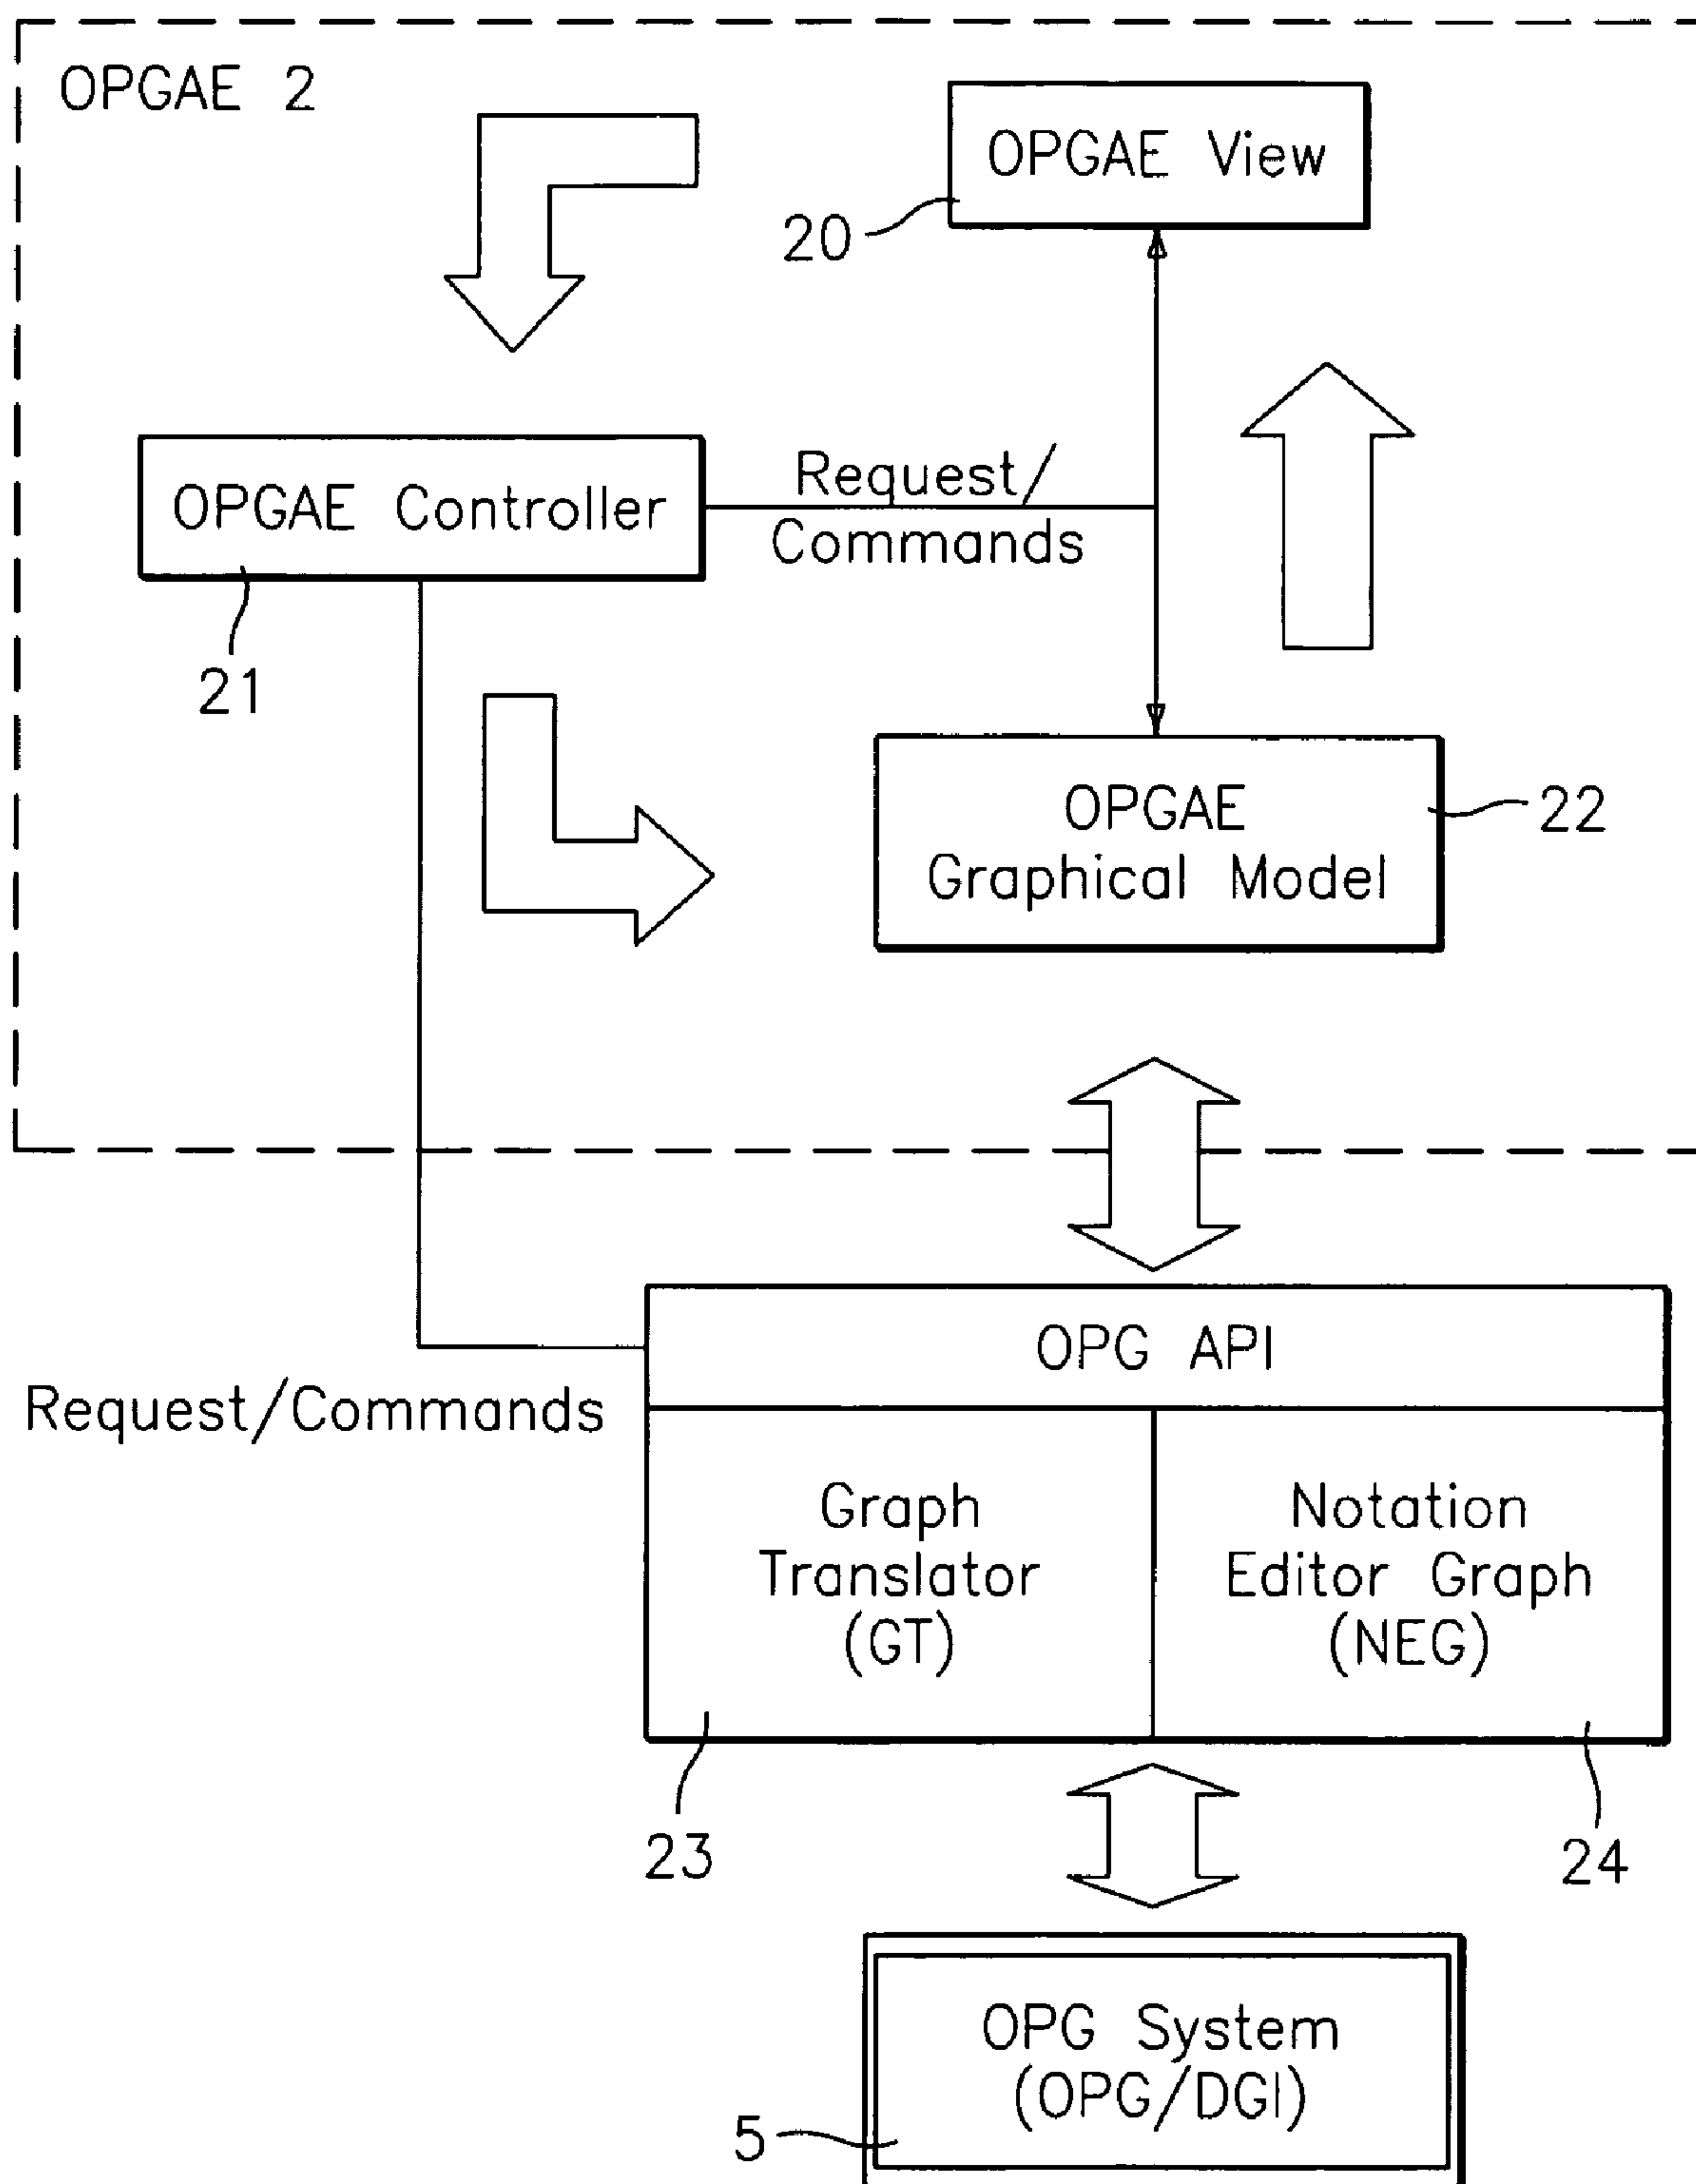 OPGAE 2
OPGAE View
20
OPGAE Controller
Request/
Commands
21
OPGAE
Graphical Model
22
OPG API
Request/Commands
Graph
Translator
(GT)
Notation
Editor Graph
(NEG)
23
24
OPG System
(OPG/DGI)
5